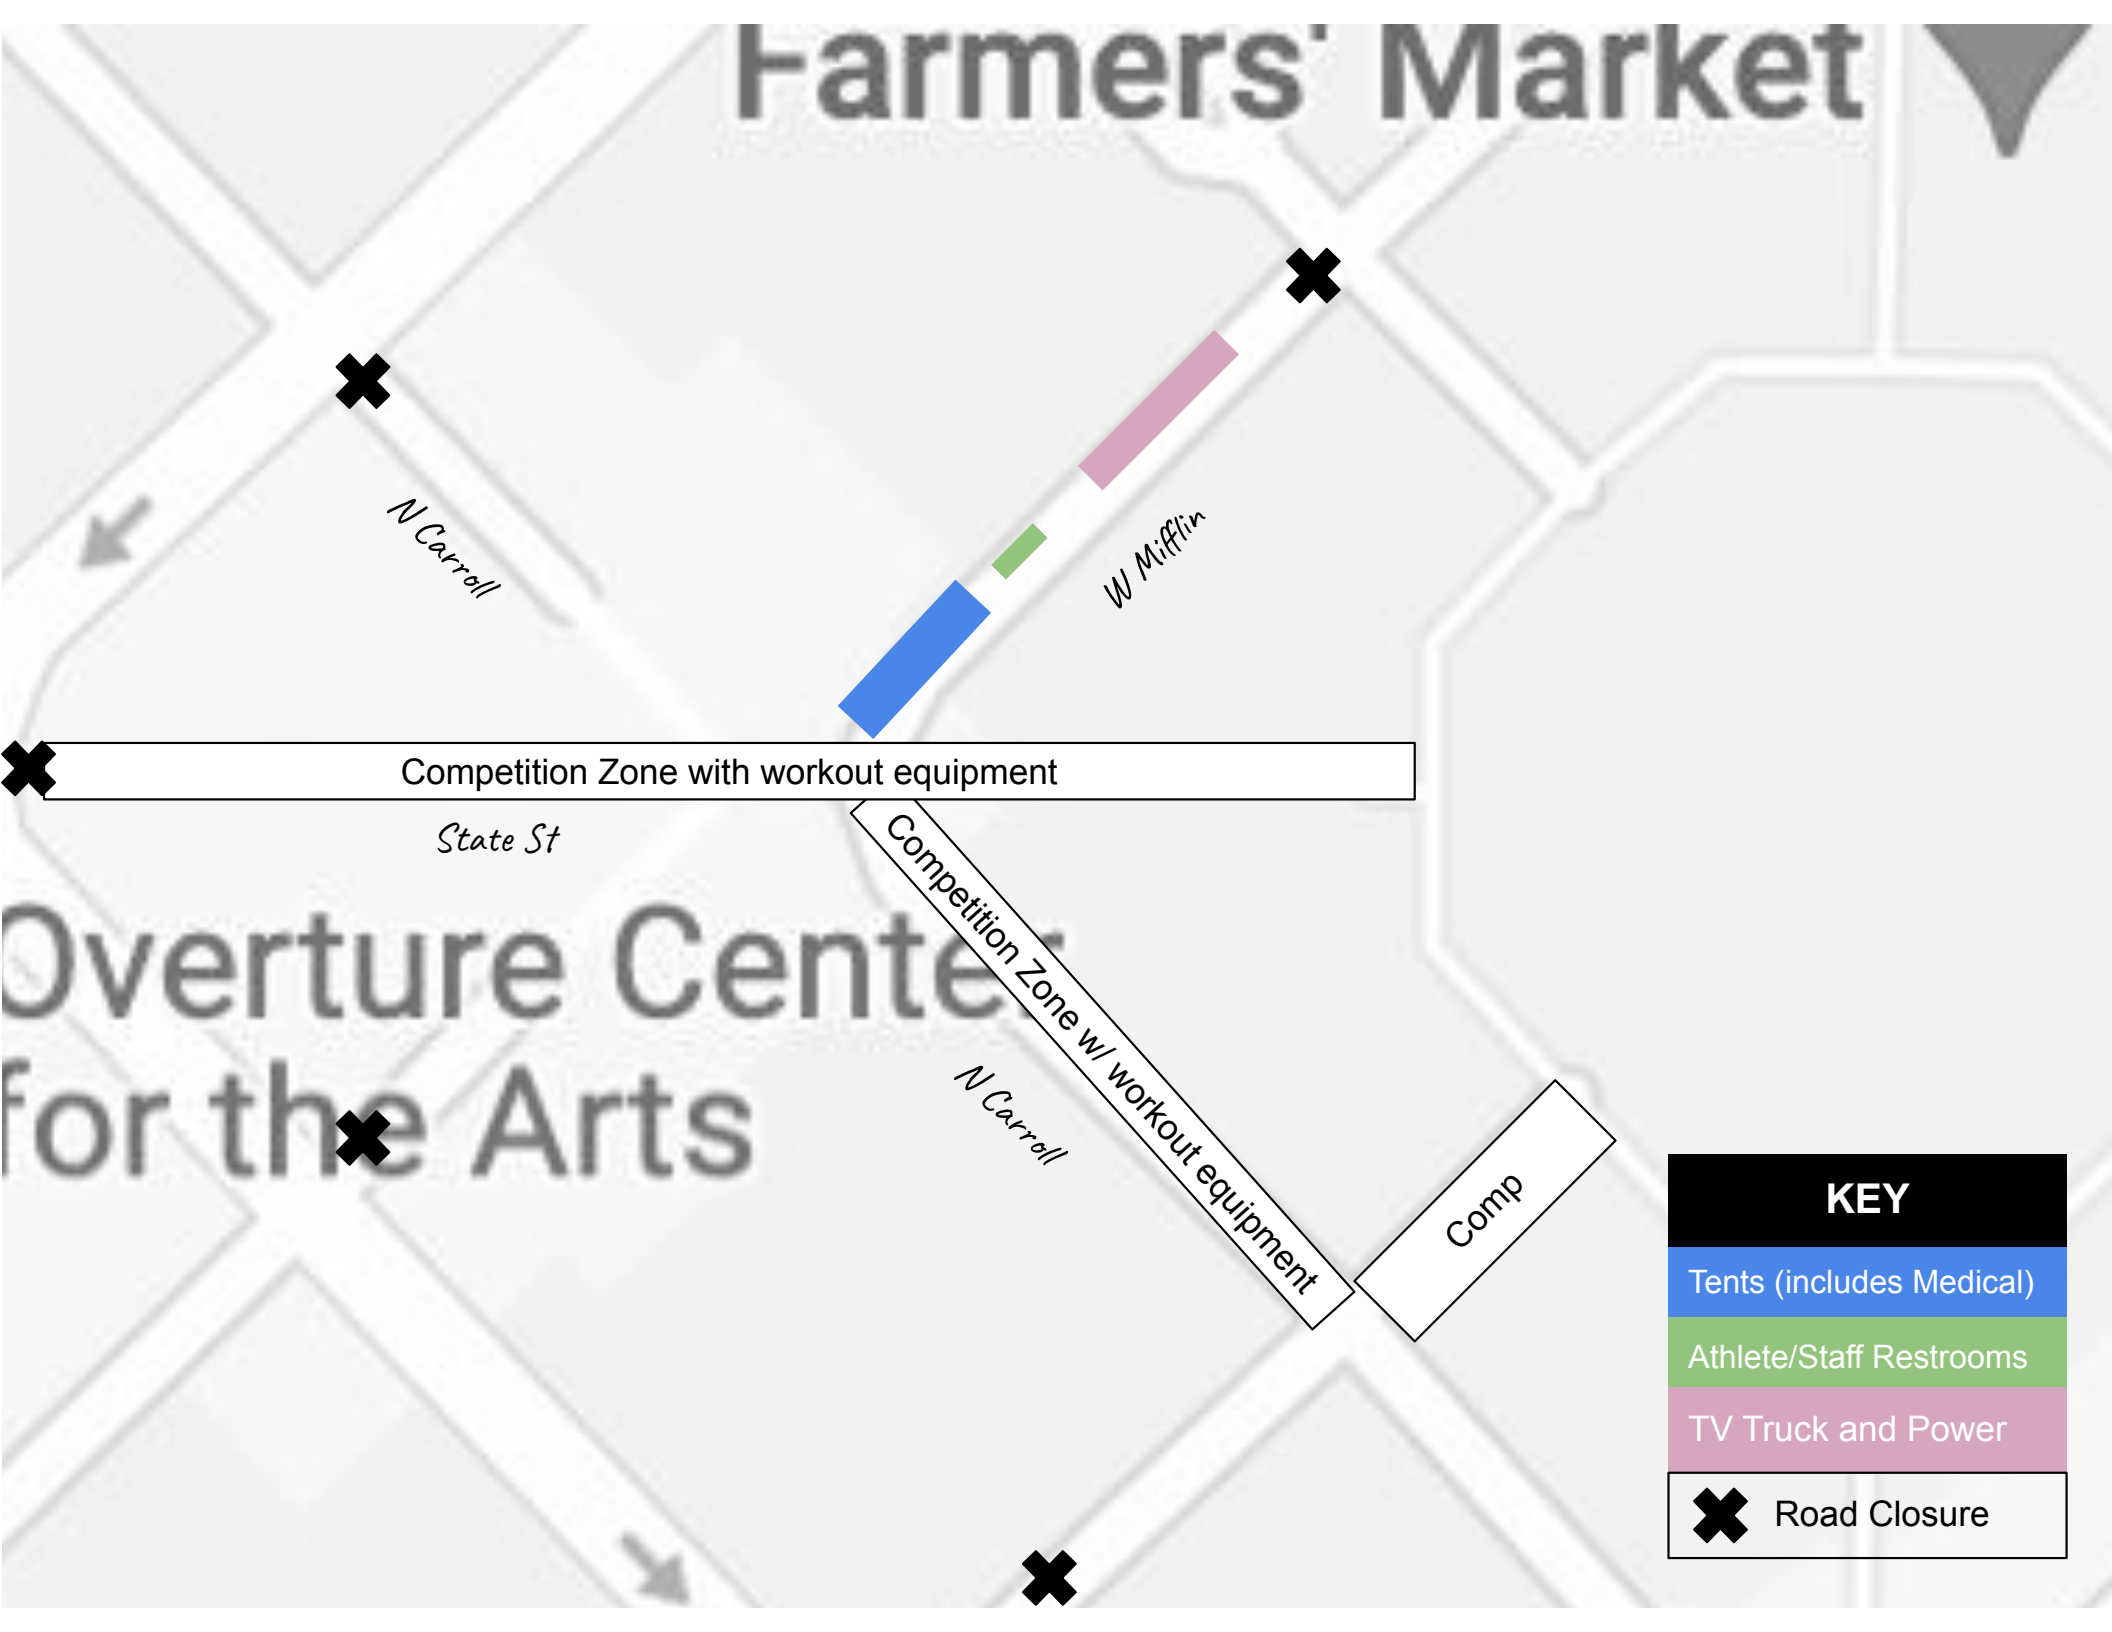 Farmers' Market
N Carroll
W Mifflin
Competition Zone with workout equipment
State St
Competition Zone w/ workout equipment
Overture Center
for the Arts
N Carroll
Comp
KEY
Tents (includes Medical)
Athlete/Staff Restrooms
TV Truck and Power
Road Closure